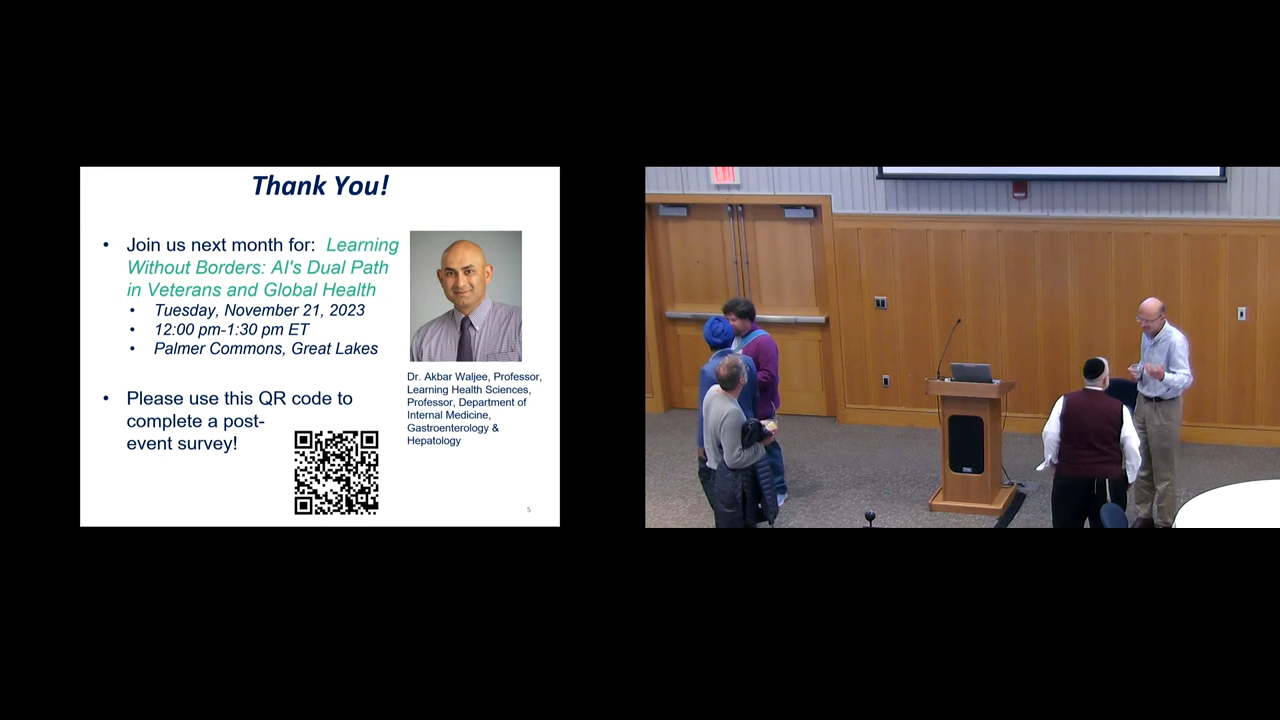 Thank You!
• Join us next month for: Learning
Without Borders: AI's Dual Path
in Veterans and Global Health
• Tuesday, November 21, 2023
• 12:00 pm-1:30 pm ET
• Palmer Commons, Great Lakes
Dr. Akbar Waljee, Professor,
Learning Health Sciences,
Professor, Department of
Internal Medicine,
Gastroenterology &
Hepatology
• Please use this QR code to
complete a post-
event survey!
5